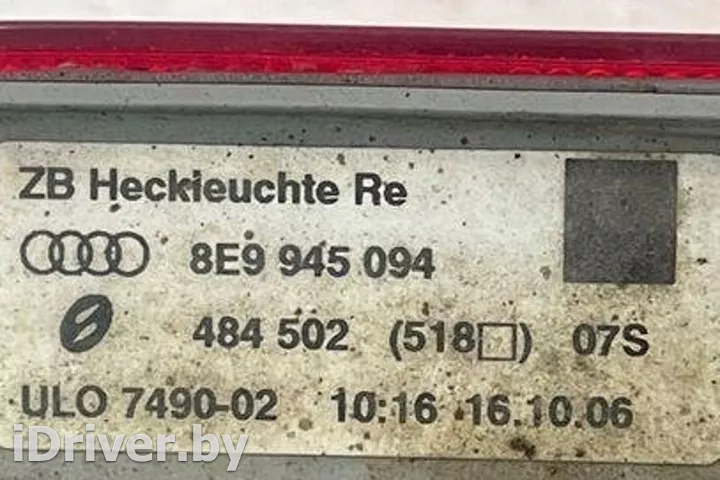 ZB Heckleuchte Re
8E9 945 094
484 502 (518□) 07S
ULO 7490-02 10:16 16.10.06
iDriver.by